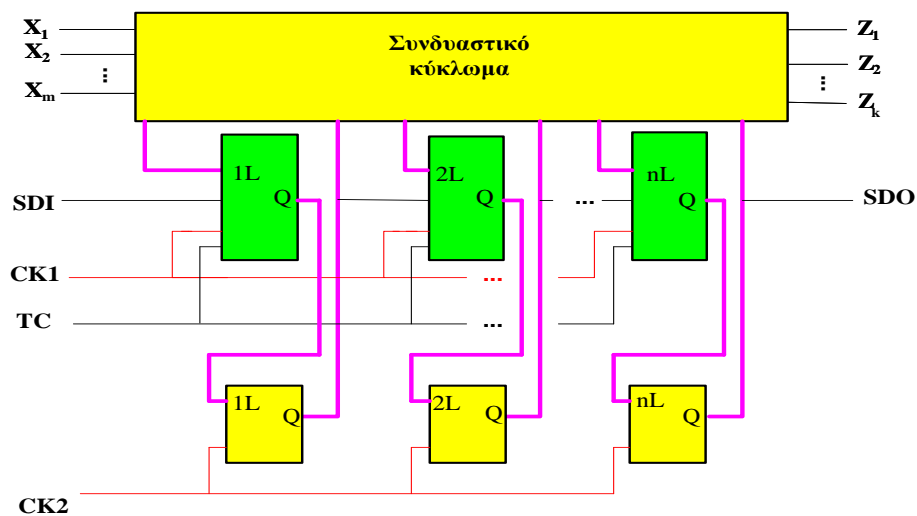 X1
X2
...
Xm
Συνδυαστικό
κύκλωμα
Z1
Z2
...
Zk
1L
Q
2L
Q
nL
Q
SDI
...
SDO
CK1
...
TC
...
1L
Q
2L
Q
nL
Q
CK2